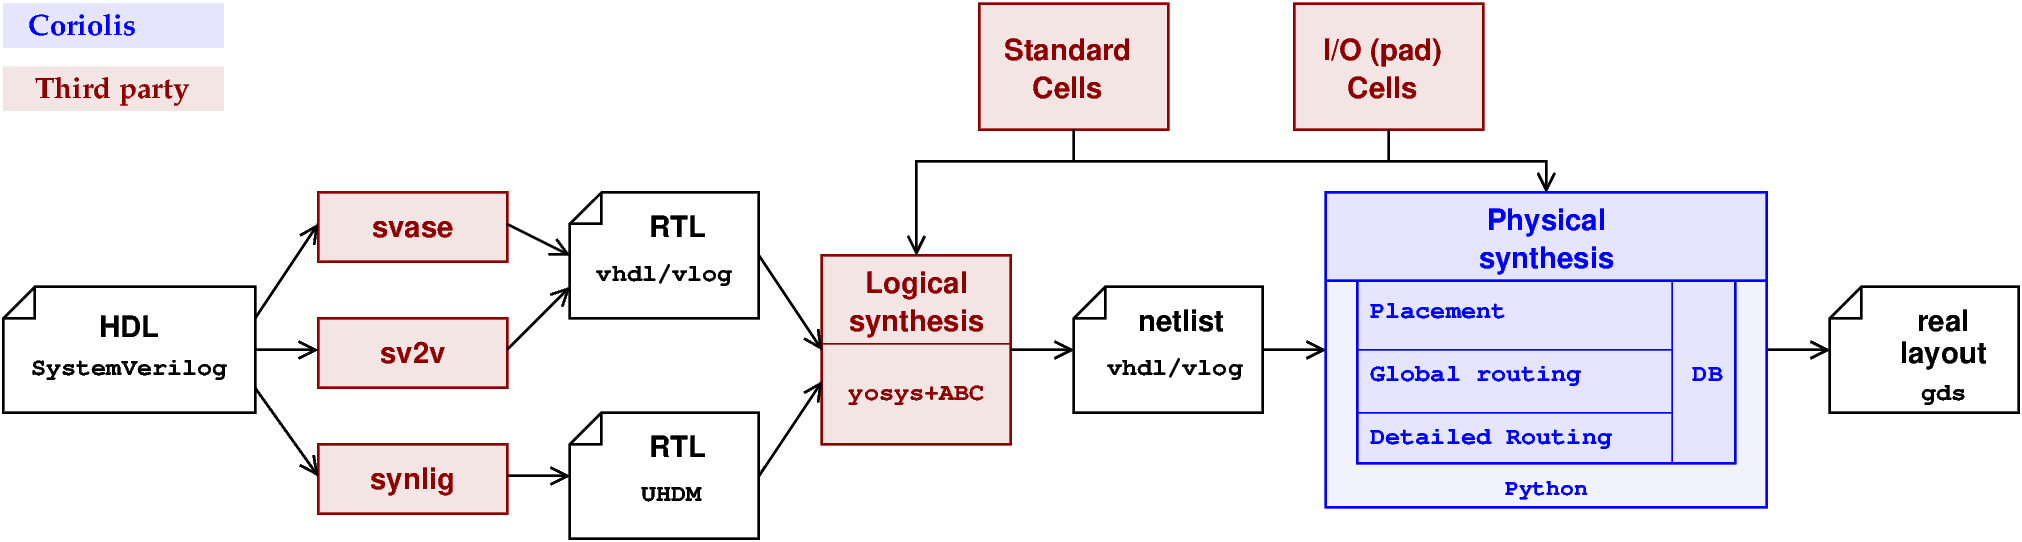 Coriolis
Third party
Standard
Cells
I/O (pad)
Cells
svase
sv2v
synlig
HDL
SystemVerilog
RTL
vhdl/vlog
RTL
UHDM
Logical
synthesis
yosys+ABC
netlist
vhdl/vlog
Physical
synthesis
Placement
Global routing
Detailed Routing
DB
Python
real
layout
gds